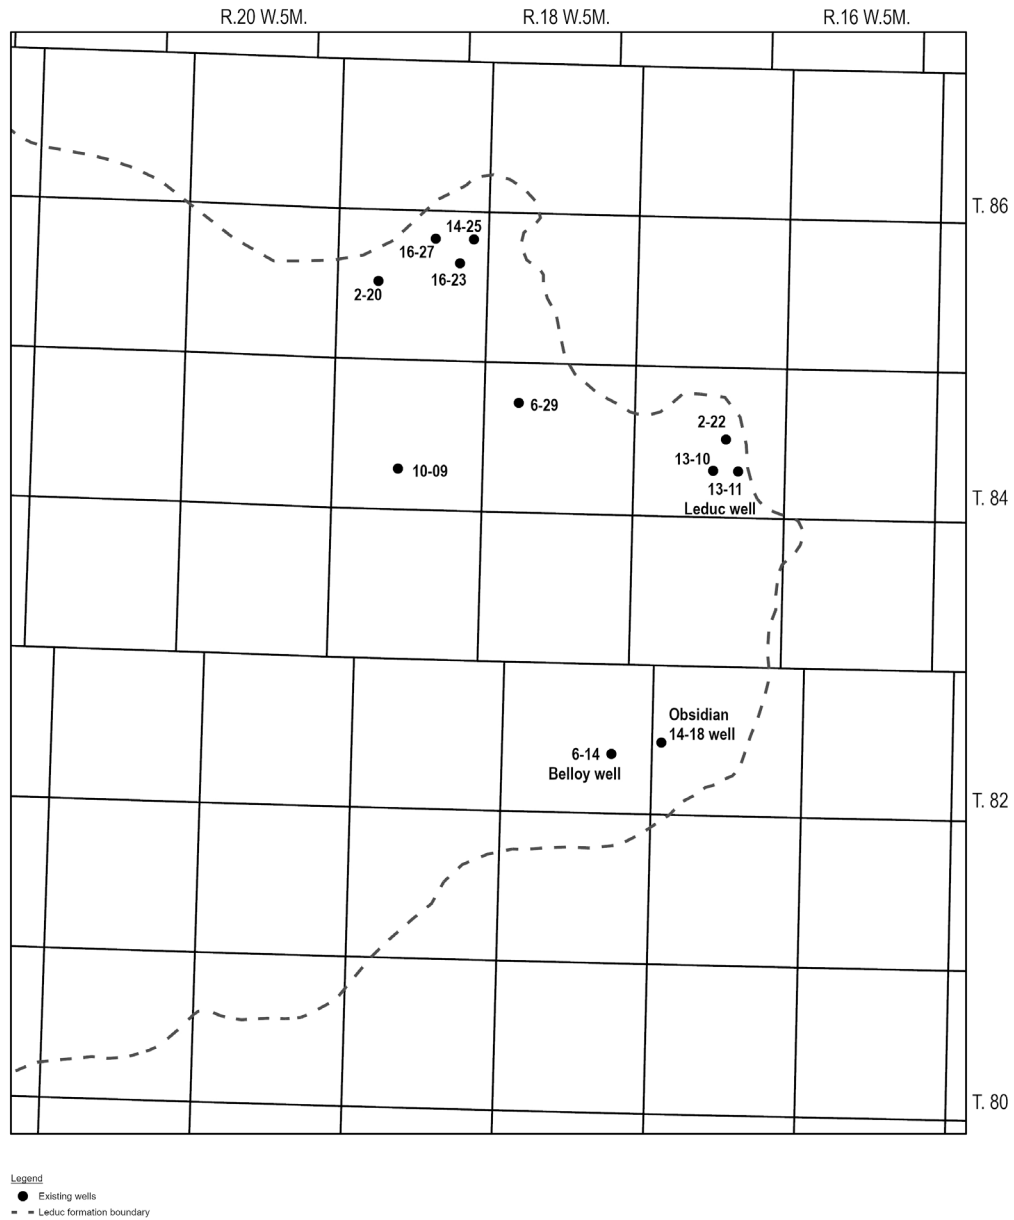 R.20 W.5M.
R.18 W.5M.
R.16 W.5M.
T. 86
14-25
16-27
16-23
2-20
6-29
2-22
13-10
10-09
13-11
Leduc well
T. 84
Obsidian
14-18 well
6-14
Belloy well
T. 82
T. 80
Legend
Existing wells
Leduc formation boundary